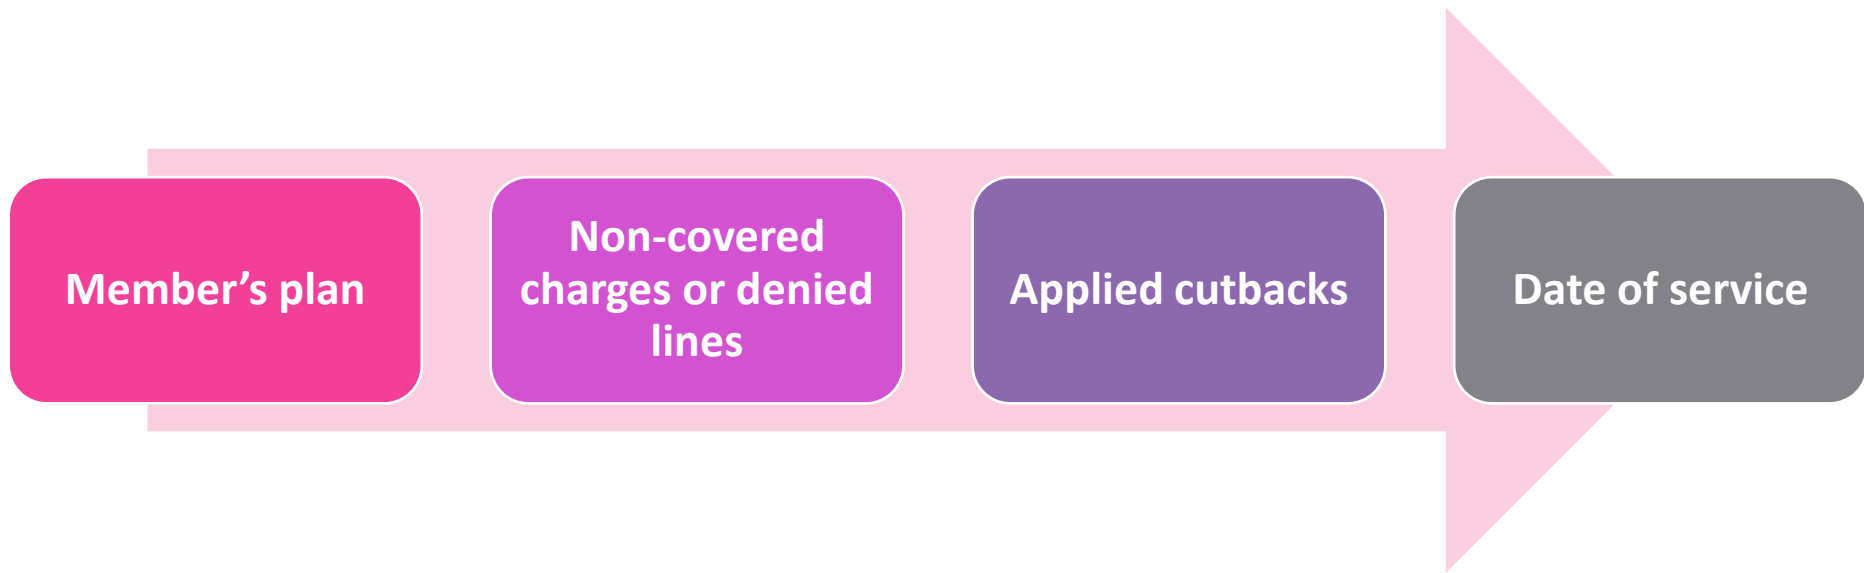 Member’s plan
Non-covered
charges or denied
lines
Applied cutbacks
Date of service